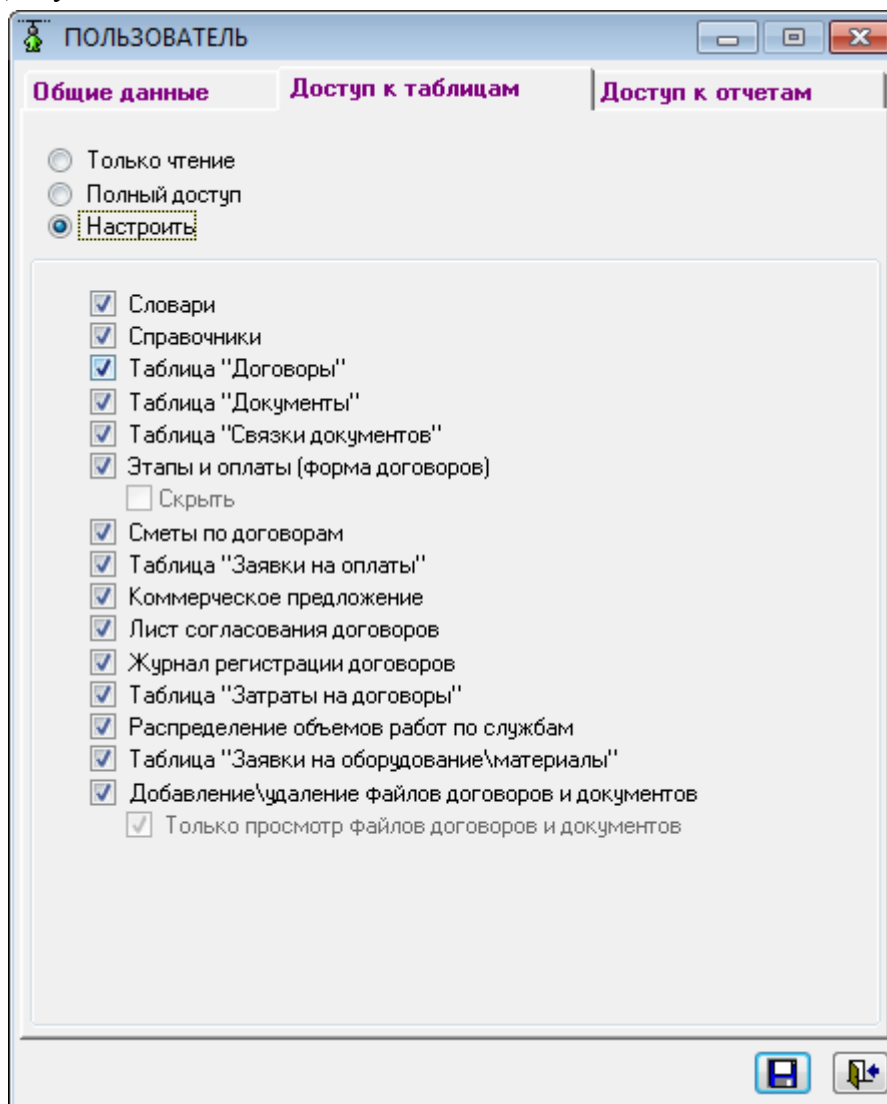 ПОЛЬЗОВАТЕЛЬ
Общие данные Доступ к таблицам Доступ к отчетам
Только чтение
Полный доступ
Настроить
Словари
Справочники
Таблица "Договоры"
Таблица "Документы"
Таблица "Связки документов"
Этапы и оплаты (форма договоров)
Скрыть
Сметы по договорам
Таблица "Заявки на оплаты"
Коммерческое предложение
Лист согласования договоров
Журнал регистрации договоров
Таблица "Затраты на договоры"
Распределение объемов работ по службам
Таблица "Заявки на оборудование\материалы"
Добавление\удаление файлов договоров и документов
Только просмотр файлов договоров и документов